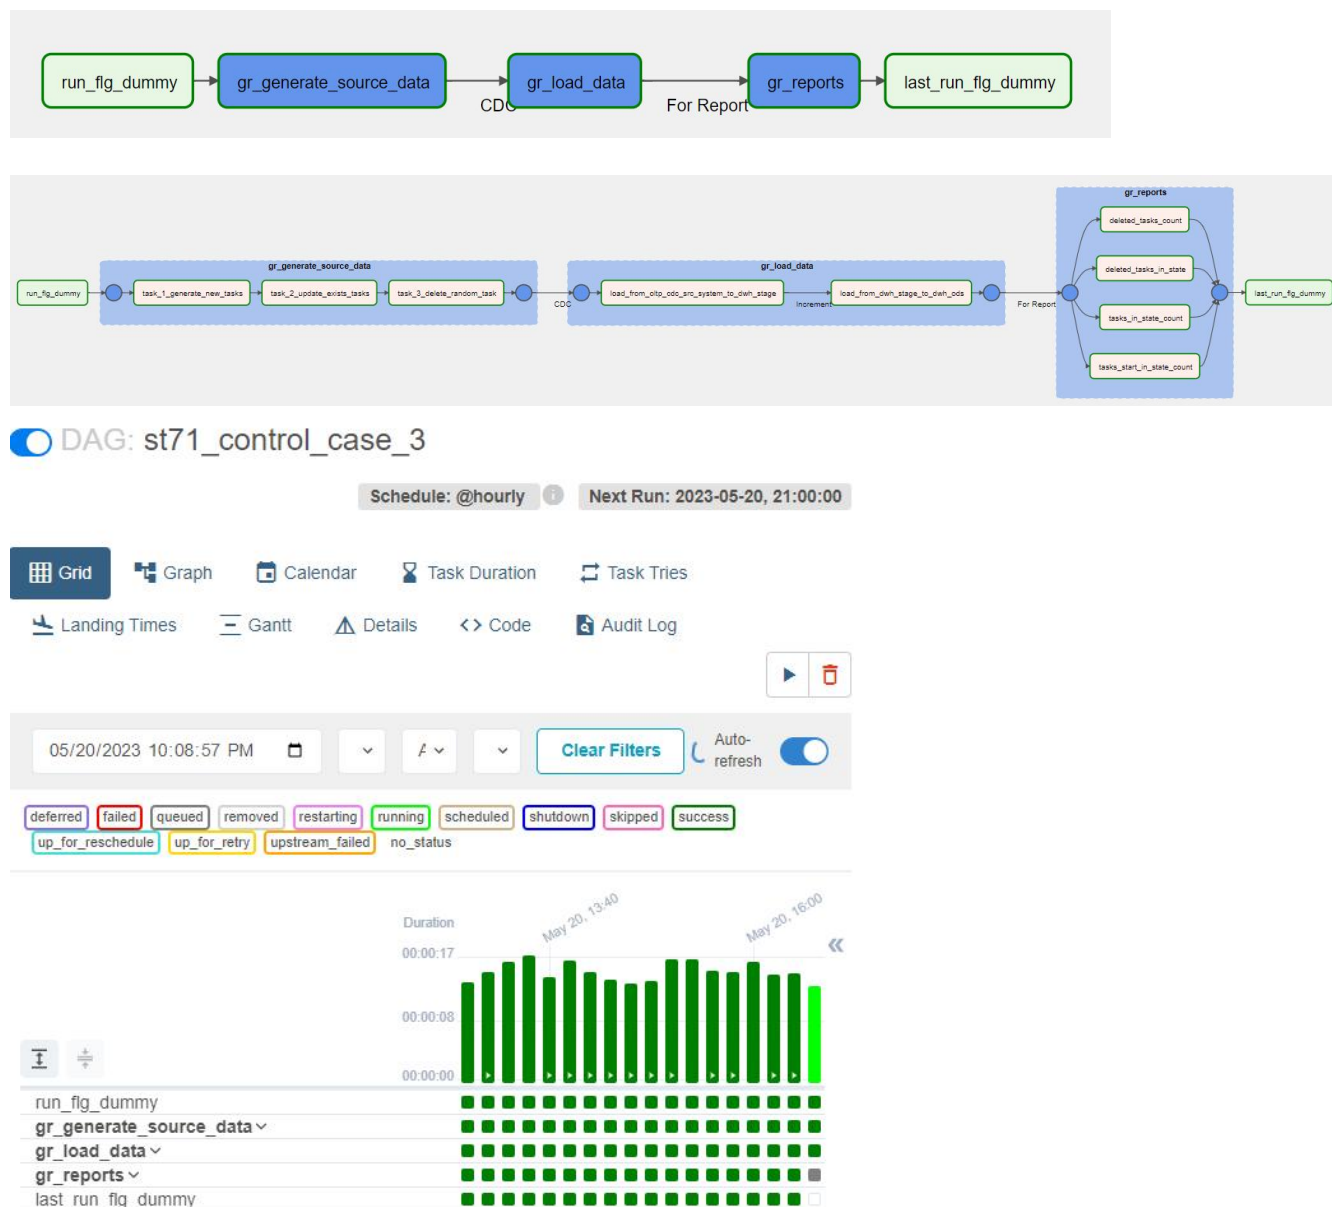 run_flg_dummy
gr_generate_source_data
CDC
gr_load_data
For Report
gr_reports
last_run_flg_dummy
gr_reports
deleted_tasks_count
gr_generate_source_data
gr_load_data
deleted_tasks_in_state
run_flg_dummy
task_1_generate_new_tasks
task_2_update_exists_tasks
task_3_delete_random_task
CDC
load_from_oltp_cdc_src_system_to_dwh_stage
Increment
load_from_dwh_stage_to_dwh_ods
For Report
last_run_flg_dummy
tasks_in_state_count
tasks_start_in_state_count
DAG: st71_control_case_3
Schedule: @hourly
Next Run: 2023-05-20, 21:00:00
Grid
Graph
Calendar
Task Duration
Task Tries
Landing Times
Gantt
Details
Code
Audit Log
05/20/2023 10:08:57 PM
Clear Filters
Auto-
refresh
deferred failed queued removed restarting running scheduled shutdown skipped success
up_for_reschedule up_for_retry upstream_failed no_status
May 20, 13:40
May 20, 16:00
Duration
00:00:17
00:00:08
00:00:00
run_flg_dummy
gr_generate_source_data
gr_load_data
gr_reports
last_run_flg_dummy